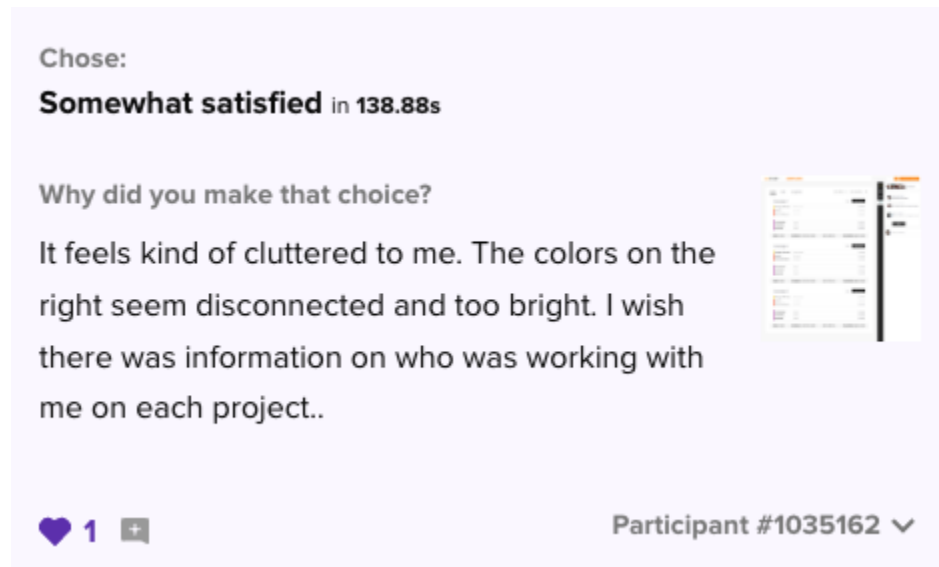 Chose:
Somewhat satisfied in 138.88s
Why did you make that choice?
It feels kind of cluttered to me. The colors on the
right seem disconnected and too bright. I wish
there was information on who was working with
me on each project..
1
Participant #1035162